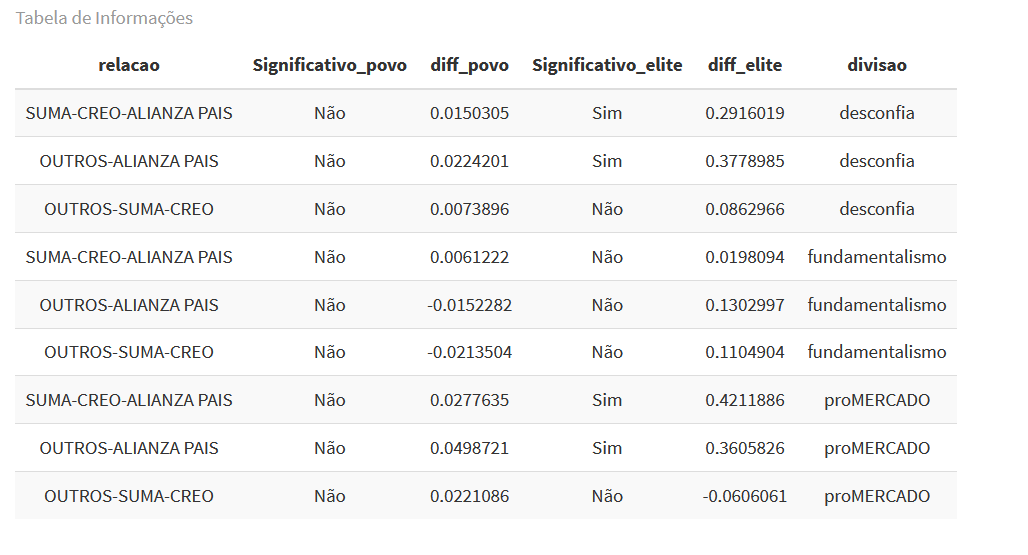 Tabela de Informações
relacao Significativo_povo diff_povo Significativo_elite diff_elite divisao
SUMA-CREO-ALIANZA PAIS Não 0.0150305 Sim 0.2916019 desconfia
OUTROS-ALIANZA PAIS Não 0.0224201 Sim 0.3778985 desconfia
OUTROS-SUMA-CREO Não 0.0073896 Não 0.0862966 desconfia
SUMA-CREO-ALIANZA PAIS Não 0.0061222 Não 0.0198094 fundamentalismo
OUTROS-ALIANZA PAIS Não -0.0152282 Não 0.1302997 fundamentalismo
OUTROS-SUMA-CREO Não -0.0213504 Não 0.1104904 fundamentalismo
SUMA-CREO-ALIANZA PAIS Não 0.0277635 Sim 0.4211886 proMERCADO
OUTROS-ALIANZA PAIS Não 0.0498721 Sim 0.3605826 proMERCADO
OUTROS-SUMA-CREO Não 0.0221086 Não -0.0606061 proMERCADO